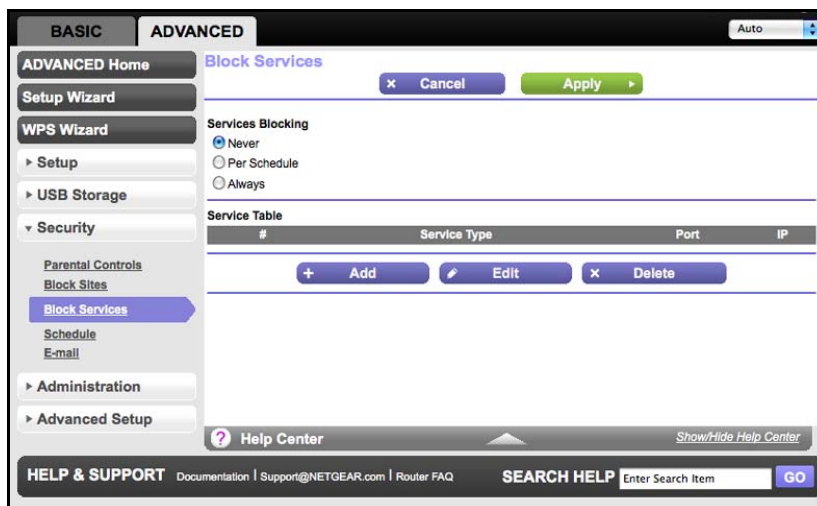 BASIC
ADVANCED
Auto
ADVANCED Home
Setup Wizard
WPS Wizard
Setup
USB Storage
Security
Parental Controls
Block Sites
Block Services
Schedule
E-mail
Administration
Advanced Setup
Block Services
Cancel Apply
Services Blocking
Never
Per Schedule
Always
Service Table
# Service Type Port IP
+ Add Edit × Delete
? Help Center Show/Hide Help Center
HELP & SUPPORT Documentation | Support@NETGEAR.com | Router FAQ SEARCH HELP Enter Search Item GO